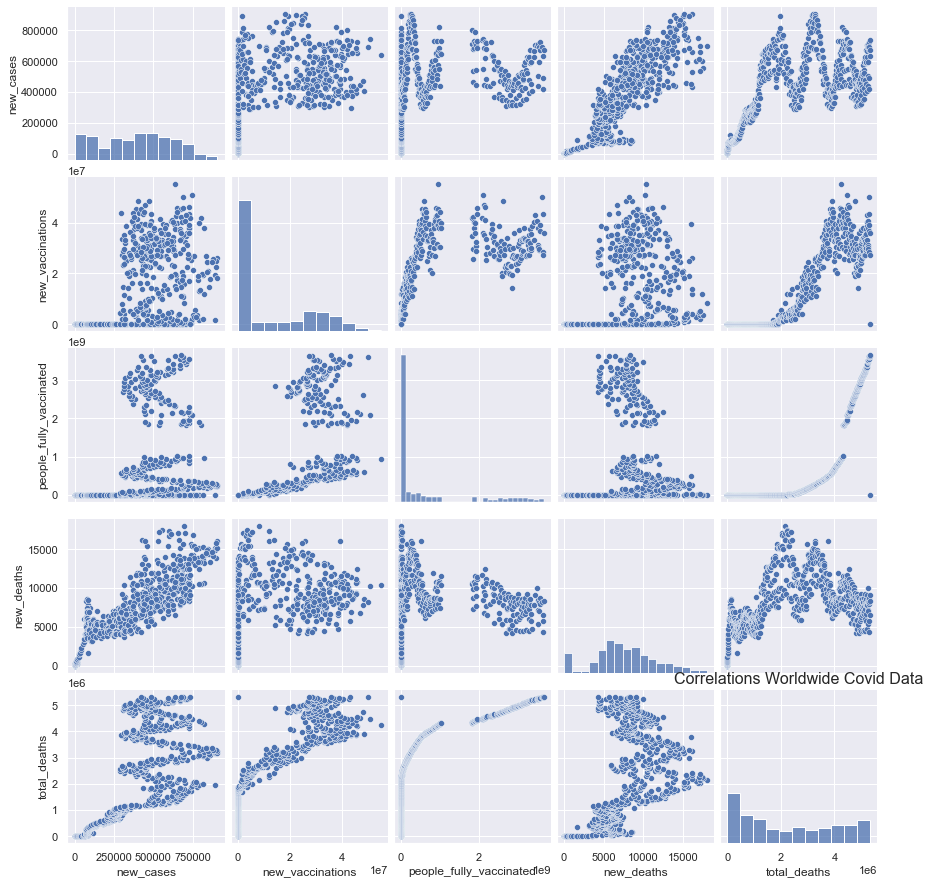 800000
600000
400000
200000
0
new_cases
1e7
4
2
0
new_vaccinations
1e9
3
2
1
0
people_fully_vaccinated
15000
10000
5000
0
new_deaths
1e6
Correlations Worldwide Covid Data
5
4
3
2
1
0
total_deaths
0 250000 500000 750000
0 2 4
0 2
0 5000 10000 15000
0 2 4
new_cases
new_vaccinations
1e7
people_fully_vaccinated
1e9
new_deaths
total_deaths
1e6